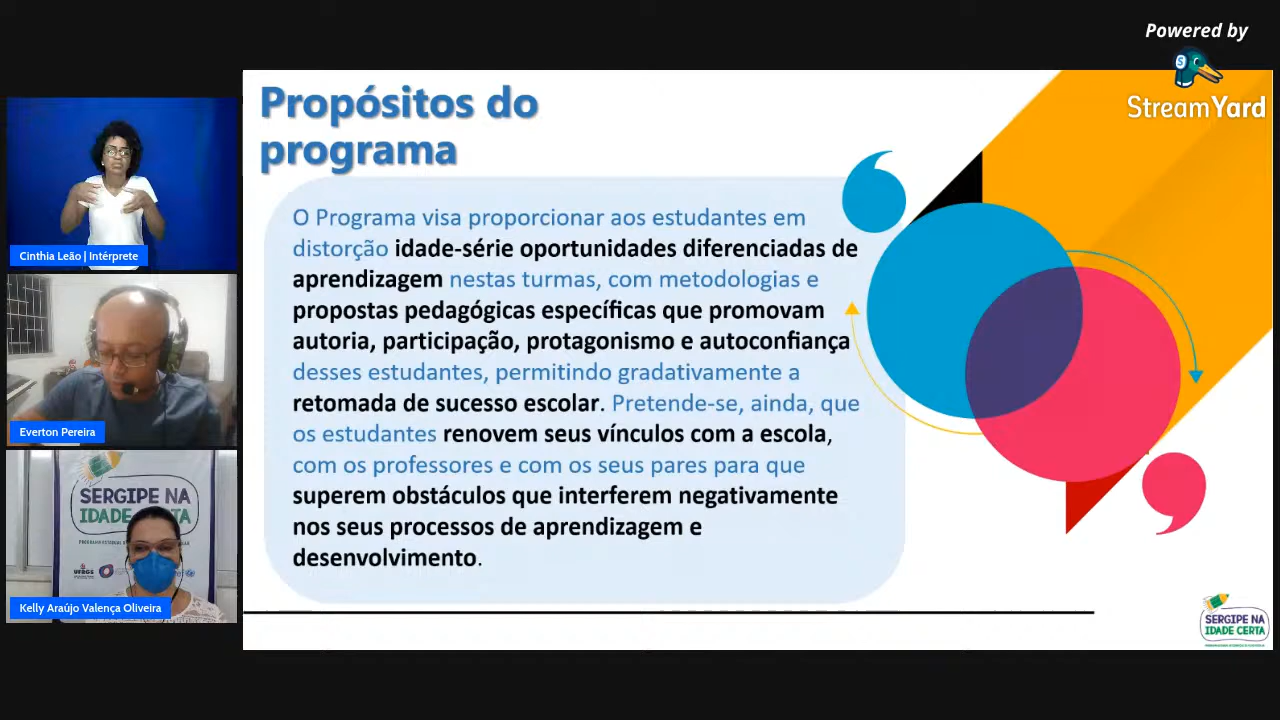 Powered by
StreamYard
Propósitos do
programa
O Programa visa proporcionar aos estudantes em
distorção idade-série oportunidades diferenciadas de
aprendizagem nestas turmas, com metodologias e
propostas pedagógicas específicas que promovam
autoria, participação, protagonismo e autoconfiança
desses estudantes, permitindo gradativamente a
retomada de sucesso escolar. Pretende-se, ainda, que
os estudantes renovem seus vínculos com a escola,
com os professores e com os seus pares para que
superem obstáculos que interferem negativamente
nos seus processos de aprendizagem e
desenvolvimento.
Cinthia Leão | Intérprete
Everton Pereira
SERGIPE NA
IDADE CERTA
UFRGS
Kelly Araújo Valença Oliveira
SERGIPE NA
IDADE CERTA